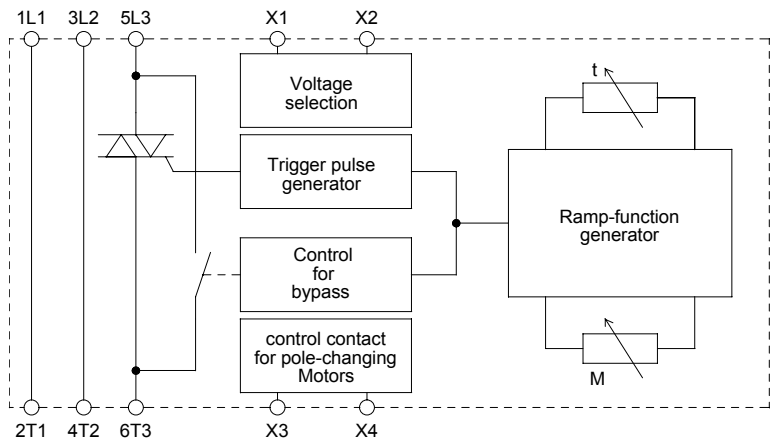 1L1 3L2 5L3 X1 X2
Voltage
selection
t
Trigger pulse
generator
Ramp-function
generator
Control
for
bypass
control contact
for pole-changing
Motors
M
2T1 4T2 6T3 X3 X4